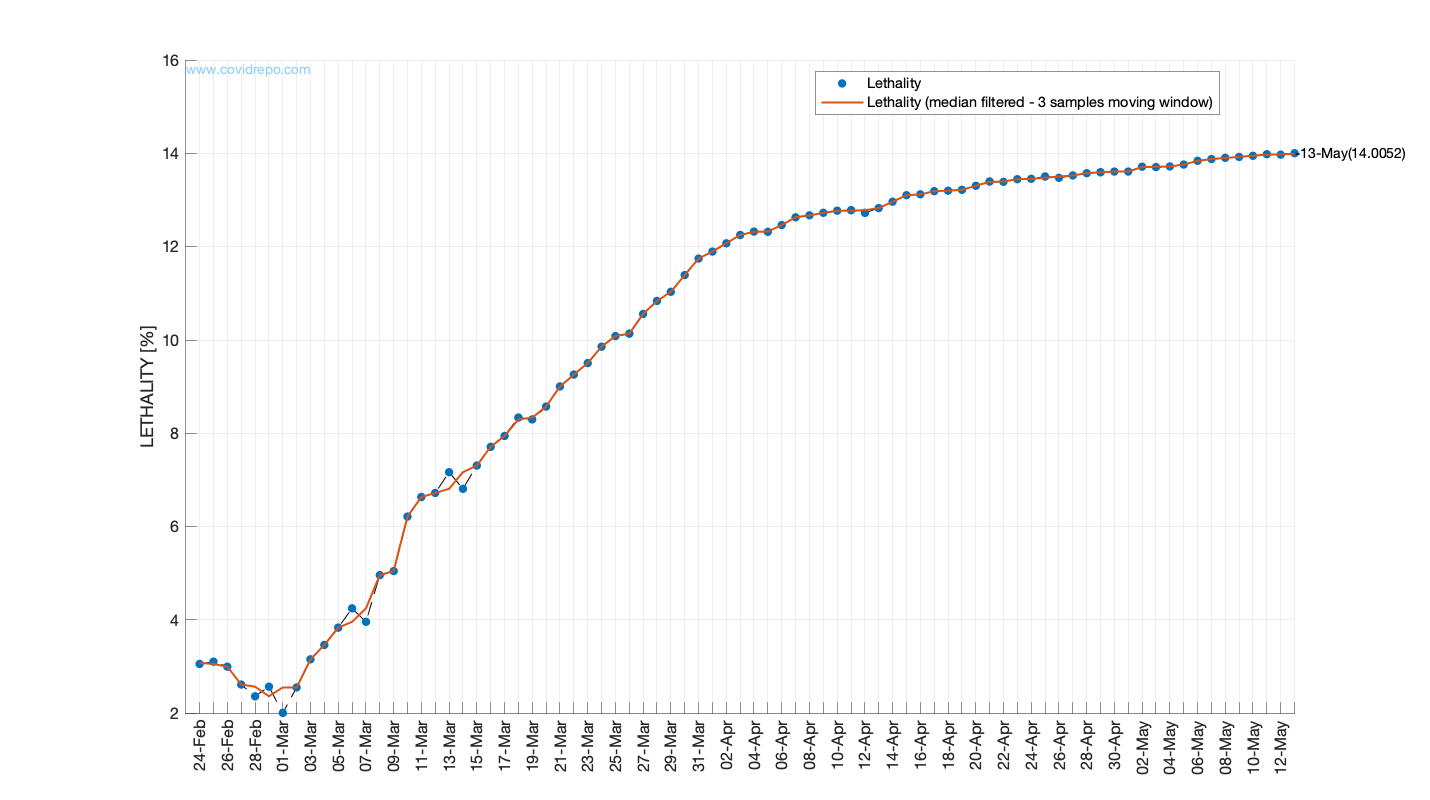 www.covidrepo.com
Lethality
Lethality (median filtered - 3 samples moving window)
16
14
12
10
8
6
4
2
LETHALITY [%]
13-May(14.0052)
24-Feb
26-Feb
28-Feb
01-Mar
03-Mar
05-Mar
07-Mar
09-Mar
11-Mar
13-Mar
15-Mar
17-Mar
19-Mar
21-Mar
23-Mar
25-Mar
27-Mar
29-Mar
31-Mar
02-Apr
04-Apr
06-Apr
08-Apr
10-Apr
12-Apr
14-Apr
16-Apr
18-Apr
20-Apr
22-Apr
24-Apr
26-Apr
28-Apr
30-Apr
02-May
04-May
06-May
08-May
10-May
12-May